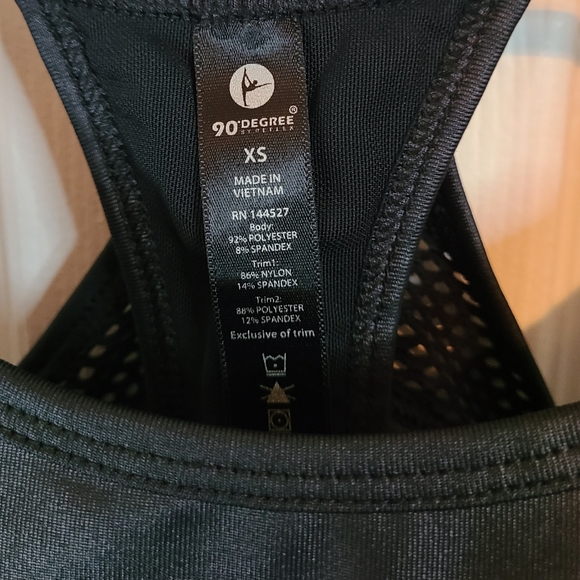 90°DEGREE®
BY REFLEX
XS
MADE IN
VIETNAM
RN 144527
Body:
92% POLYESTER
8% SPANDEX
Trim1:
86% NYLON
14% SPANDEX
Trim2:
88% POLYESTER
12% SPANDEX
Exclusive of trim